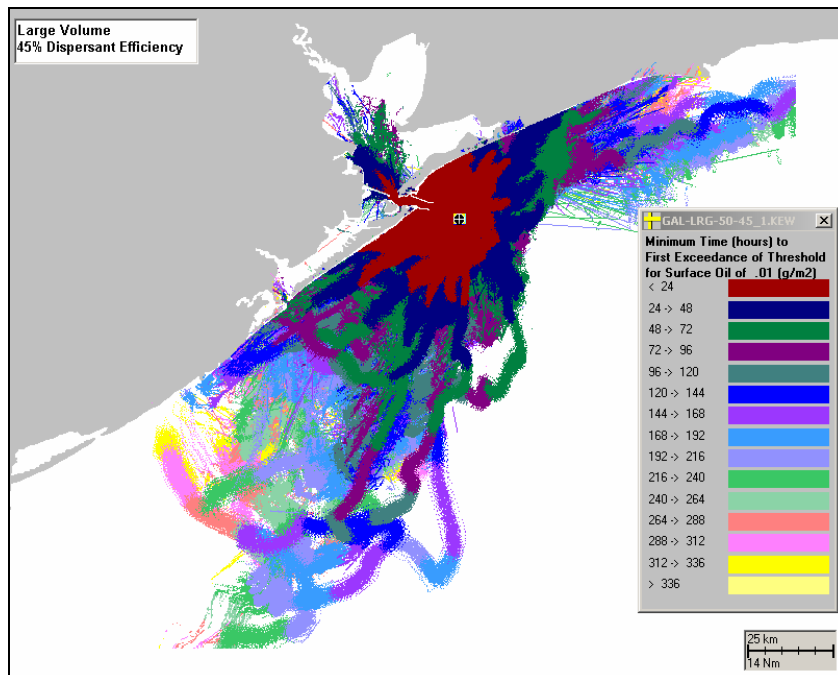 Large Volume
45% Dispersant Efficiency
GAL-LRG-50-45_1.KEW
Minimum Time (hours) to
First Exceedance of Threshold
for Surface Oil of .01 (g/m2)
< 24
24 -> 48
48 -> 72
72 -> 96
96 -> 120
120 -> 144
144 -> 168
168 -> 192
192 -> 216
216 -> 240
240 -> 264
264 -> 288
288 -> 312
312 -> 336
> 336
25 km
14 Nm